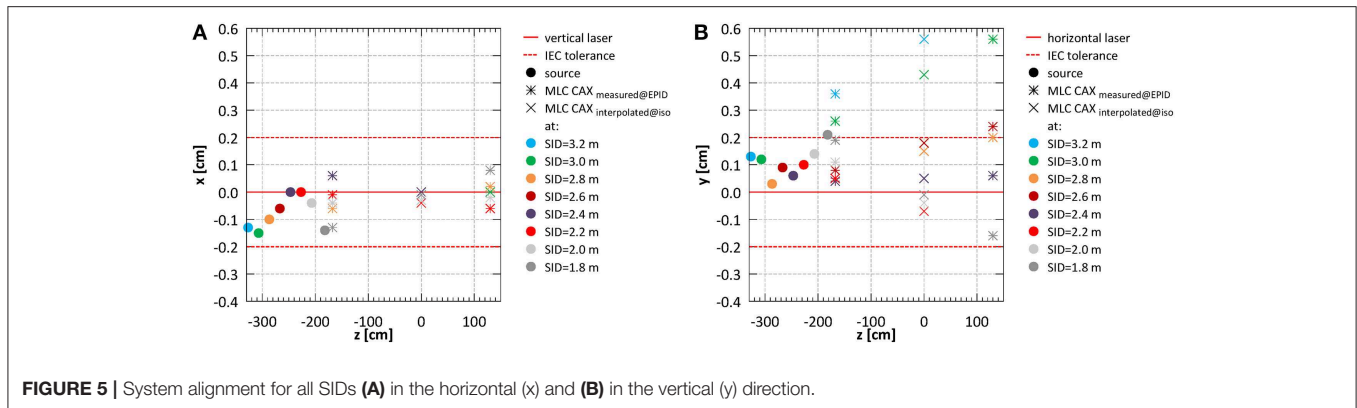 A
0.6
0.5
0.4
0.3
0.2
0.1
0.0
-0.1
-0.2
-0.3
-0.4
x [cm]
-300 -200 -100 0 100
z [cm]
vertical laser
IEC tolerance
source
MLC CAX measured@EPID
MLC CAX interpolated@iso
at:
SID=3.2 m
SID=3.0 m
SID=2.8 m
SID=2.6 m
SID=2.4 m
SID=2.2 m
SID=2.0 m
SID=1.8 m
B
0.6
0.5
0.4
0.3
0.2
0.1
0.0
-0.1
-0.2
-0.3
-0.4
y [cm]
-300 -200 -100 0 100
z [cm]
horizontal laser
IEC tolerance
source
MLC CAX measured@EPID
MLC CAX interpolated@iso
at:
SID=3.2 m
SID=3.0 m
SID=2.8 m
SID=2.6 m
SID=2.4 m
SID=2.2 m
SID=2.0 m
SID=1.8 m
FIGURE 5 | System alignment for all SIDs (A) in the horizontal (x) and (B) in the vertical (y) direction.